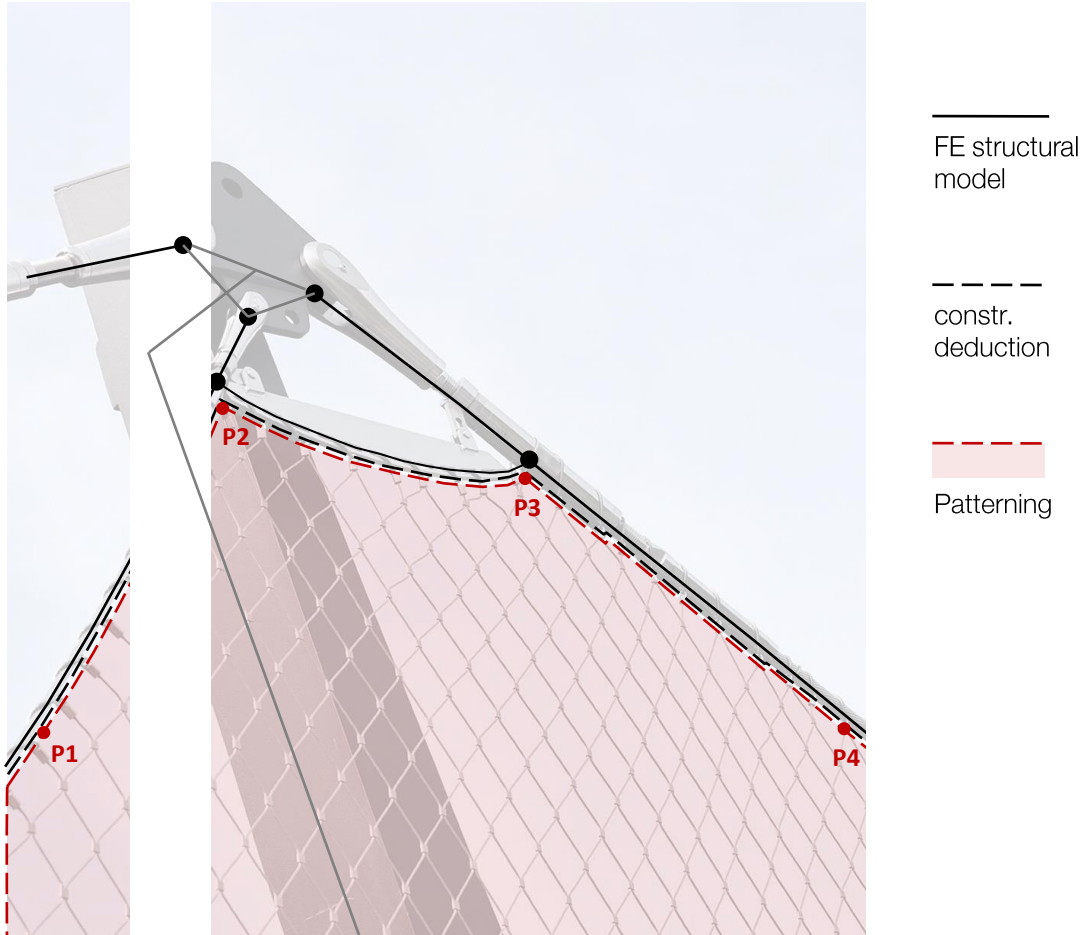 FE structural
model
constr.
deduction
P2
P3
Patterning
P1
P4